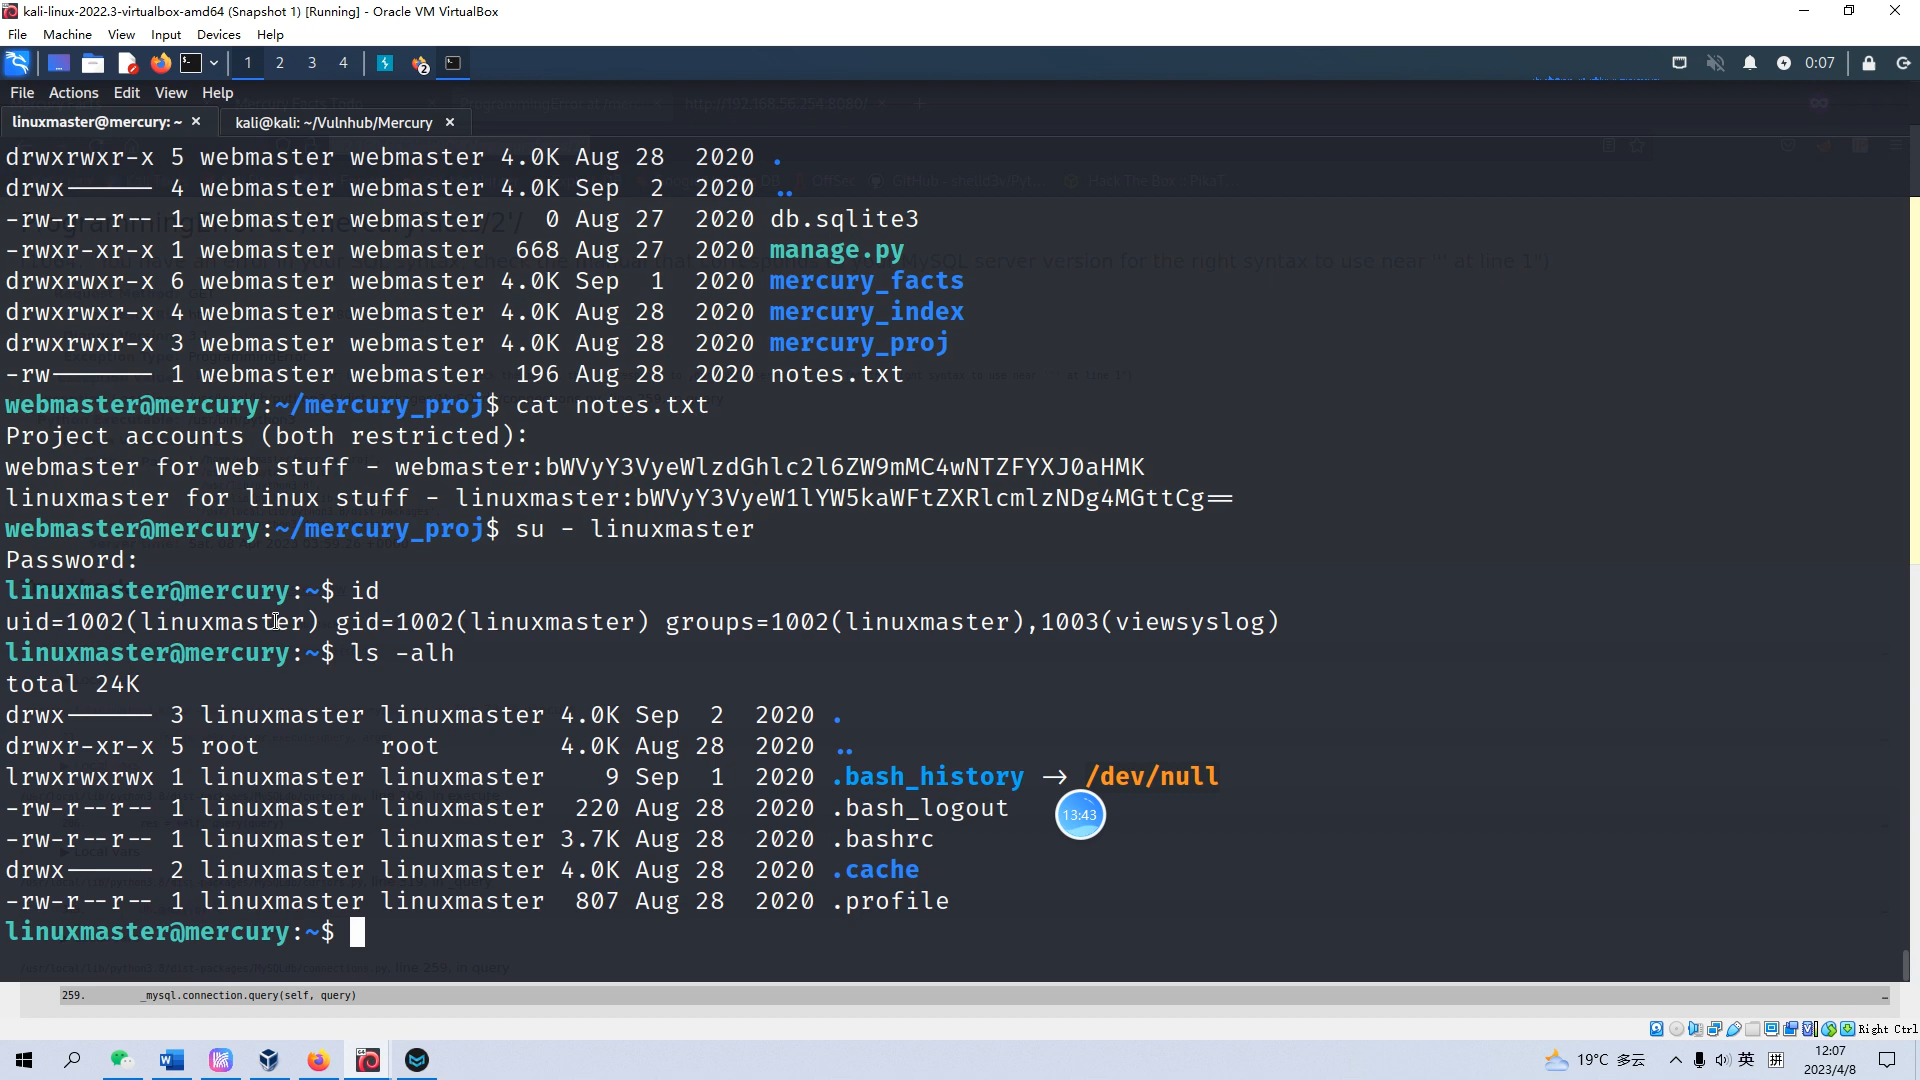 kali-linux-2022.3-virtualbox-amd64 (Snapshot 1) [Running] - Oracle VM VirtualBox
File Machine View Input Devices Help
1 2 3 4 2 0:07
File Actions Edit View Help
linuxmaster@mercury: ~ × kali@kali: ~/Vulnhub/Mercury ×
drwxrwxr-x 5 webmaster webmaster 4.0K Aug 28 2020 .
drwx------ 4 webmaster webmaster 4.0K Sep 2 2020 ..
-rw-r--r-- 1 webmaster webmaster 0 Aug 27 2020 db.sqlite3
-rwxr-xr-x 1 webmaster webmaster 668 Aug 27 2020 manage.py
drwxrwxr-x 6 webmaster webmaster 4.0K Sep 1 2020 mercury_facts
drwxrwxr-x 4 webmaster webmaster 4.0K Aug 28 2020 mercury_index
drwxrwxr-x 3 webmaster webmaster 4.0K Aug 28 2020 mercury_proj
-rw------- 1 webmaster webmaster 196 Aug 28 2020 notes.txt
webmaster@mercury:~/mercury_proj$ cat notes.txt
Project accounts (both restricted):
webmaster for web stuff - webmaster:bWVyY3VyeWlzdGhlc2l6ZW9mMC4wNTZFYXJ0aHMK
linuxmaster for linux stuff - linuxmaster:bWVyY3VyeW1lYW5kaWFtZXRlcmlzNDg4MGttCg==
webmaster@mercury:~/mercury_proj$ su - linuxmaster
Password:
linuxmaster@mercury:~$ id
uid=1002(linuxmaster) gid=1002(linuxmaster) groups=1002(linuxmaster),1003(viewsyslog)
linuxmaster@mercury:~$ ls -alh
total 24K
drwx------ 3 linuxmaster linuxmaster 4.0K Sep 2 2020 .
drwxr-xr-x 5 root root 4.0K Aug 28 2020 ..
lrwxrwxrwx 1 linuxmaster linuxmaster 9 Sep 1 2020 .bash_history -> /dev/null
-rw-r--r-- 1 linuxmaster linuxmaster 220 Aug 28 2020 .bash_logout
13:43
-rw-r--r-- 1 linuxmaster linuxmaster 3.7K Aug 28 2020 .bashrc
drwx------ 2 linuxmaster linuxmaster 4.0K Aug 28 2020 .cache
-rw-r--r-- 1 linuxmaster linuxmaster 807 Aug 28 2020 .profile
linuxmaster@mercury:~$
259. _mysql.connection.query(self, query)
Right Ctrl
19°C 多云 英 拼 12:07
2023/4/8